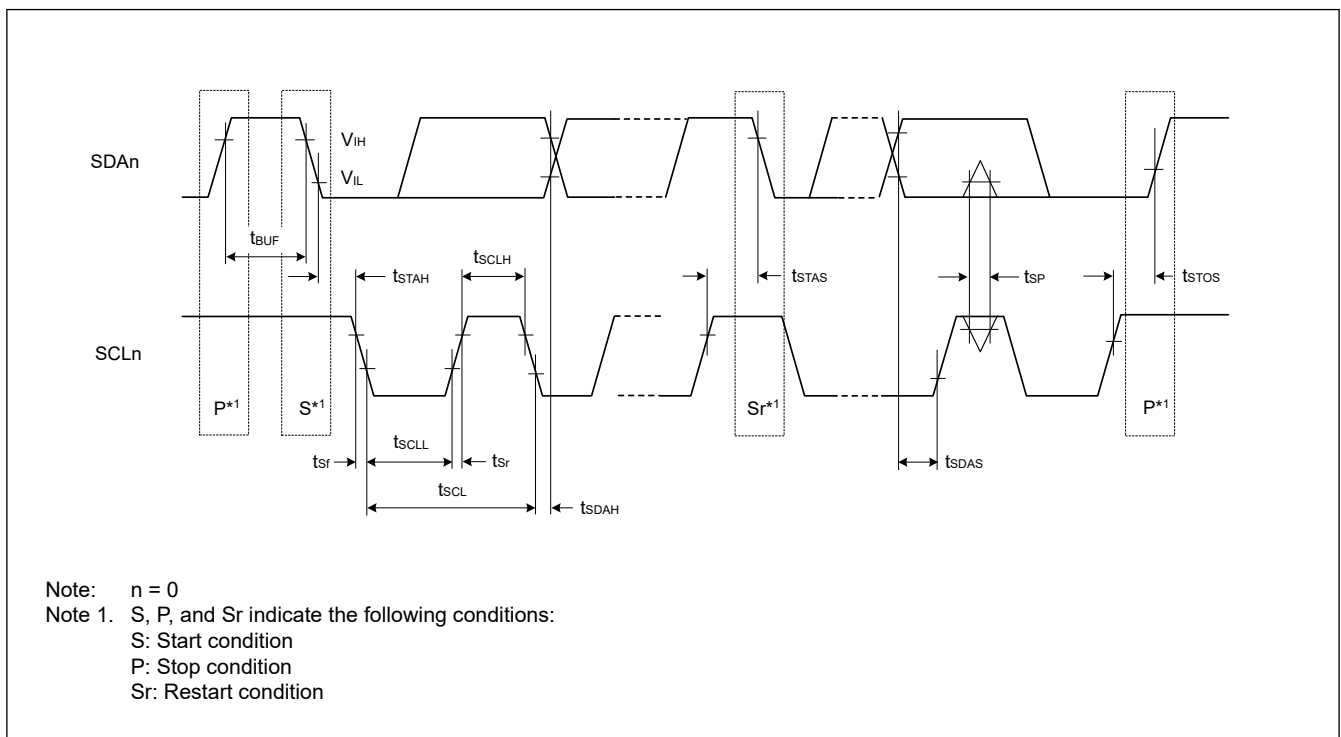 SDAn
VIH
VIL
tBUF
tSTAH
tSCLH
tSTAS
tSP
tSTOS
SCLn
P*1
S*1
Sr*1
P*1
tSf
tSCLL
tSr
tSDAS
tSCL
tSDAH
Note: n = 0
Note 1. S, P, and Sr indicate the following conditions:
S: Start condition
P: Stop condition
Sr: Restart condition